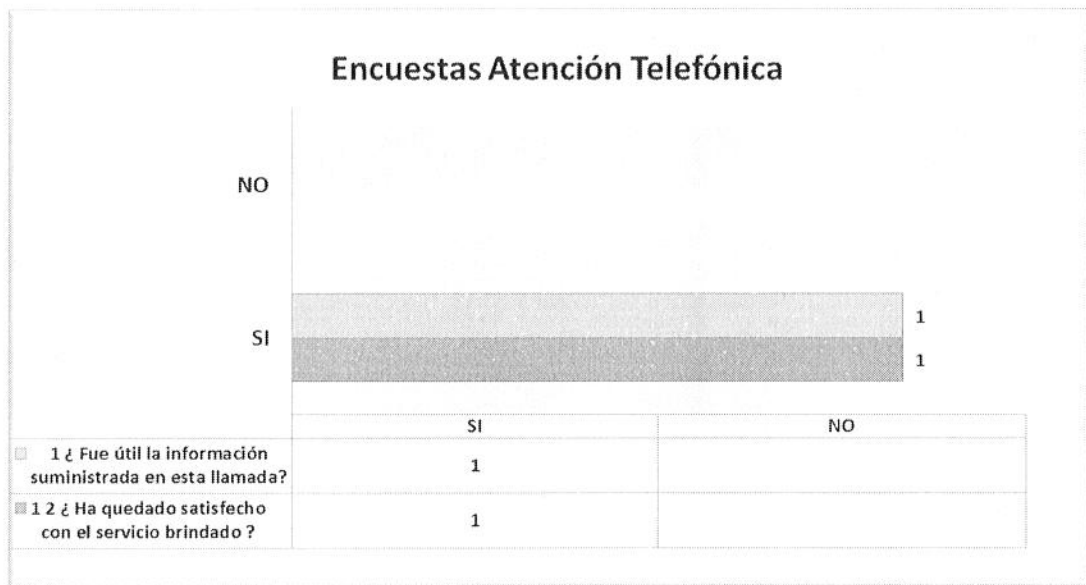 Encuestas Atención Telefónica
NO
SI
1
1
SI NO
1 ¿ Fue útil la información
suministrada en esta llamada?
1
1 2 ¿ Ha quedado satisfecho
con el servicio brindado ?
1